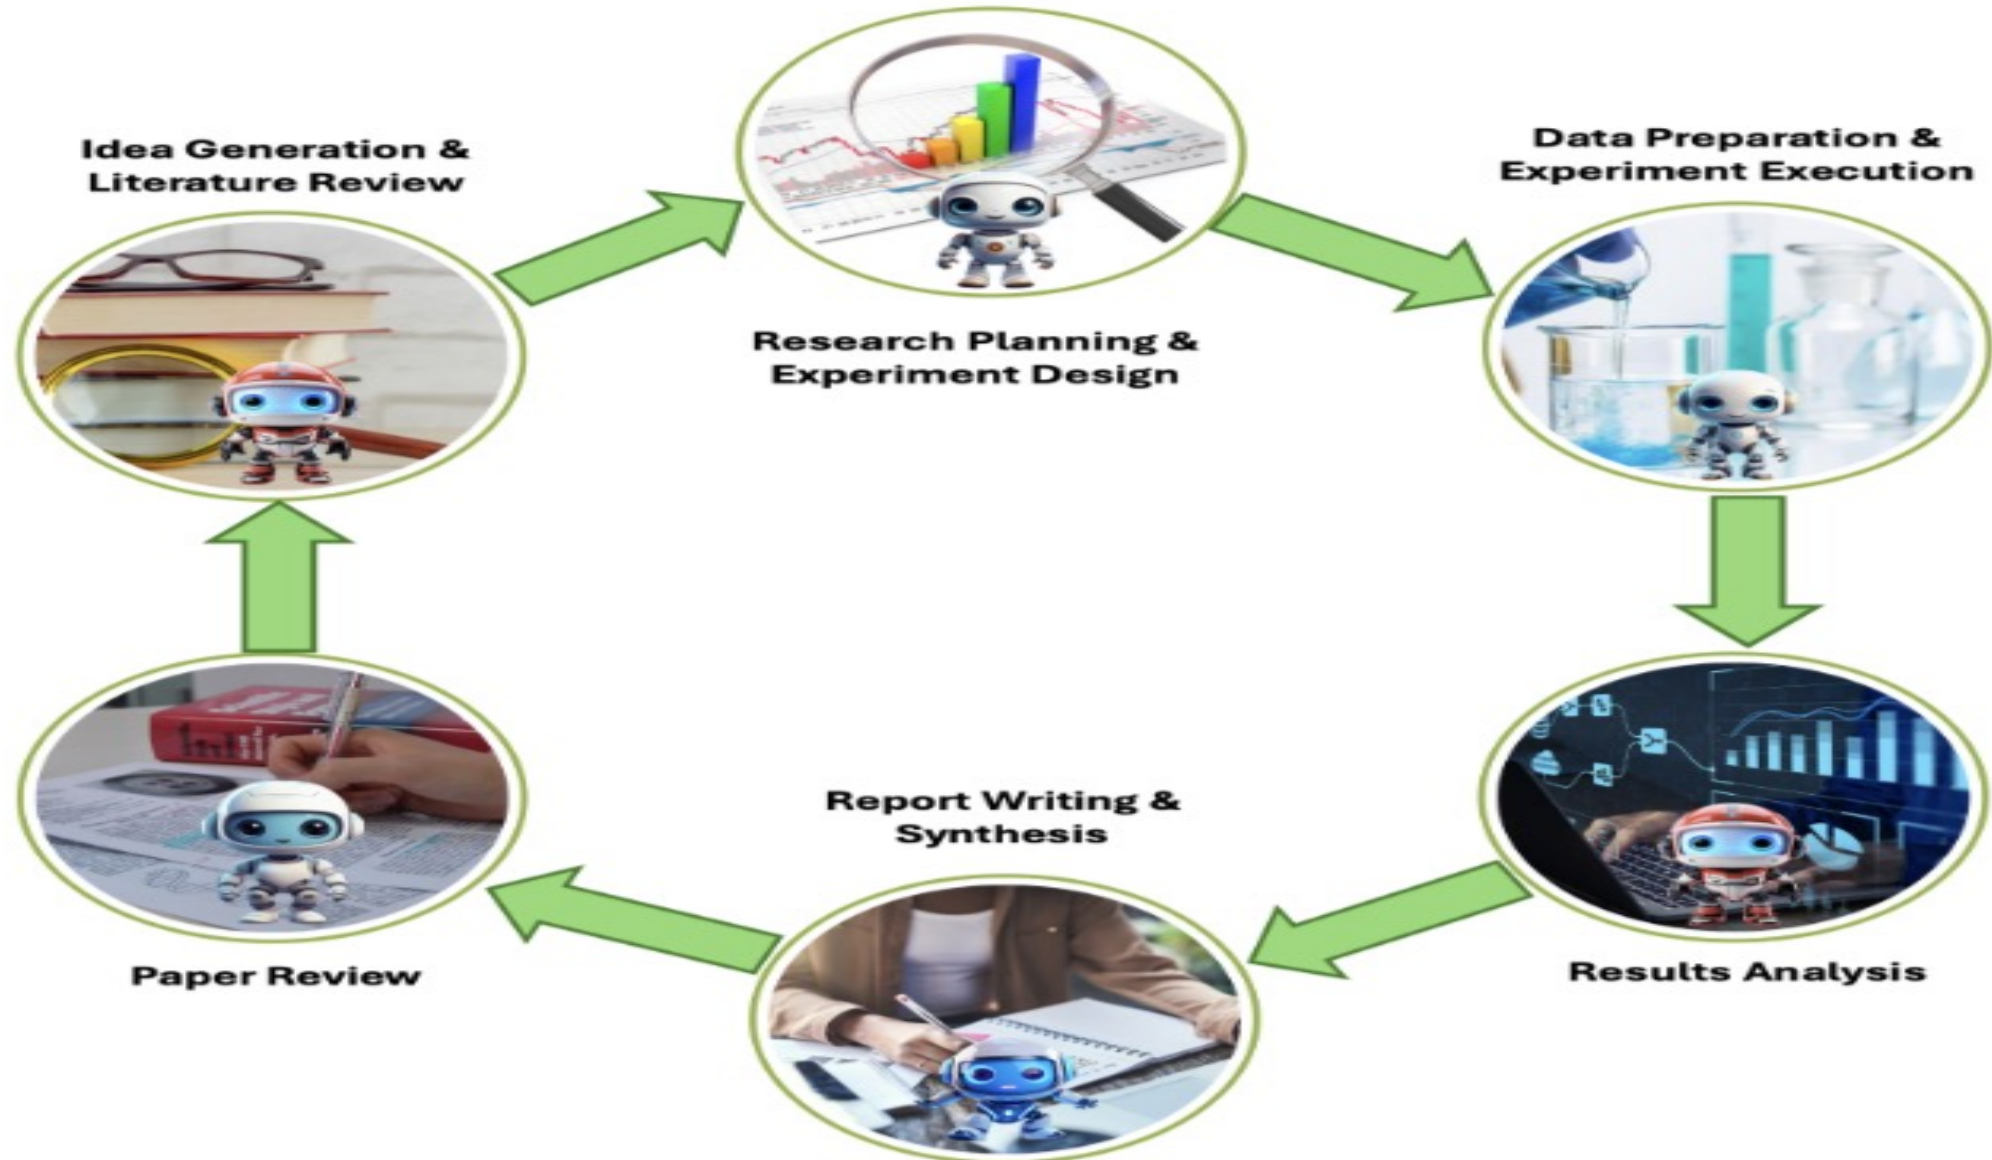 Idea Generation &
Literature Review
Research Planning &
Experiment Design
Data Preparation &
Experiment Execution
Results Analysis
Report Writing &
Synthesis
Paper Review